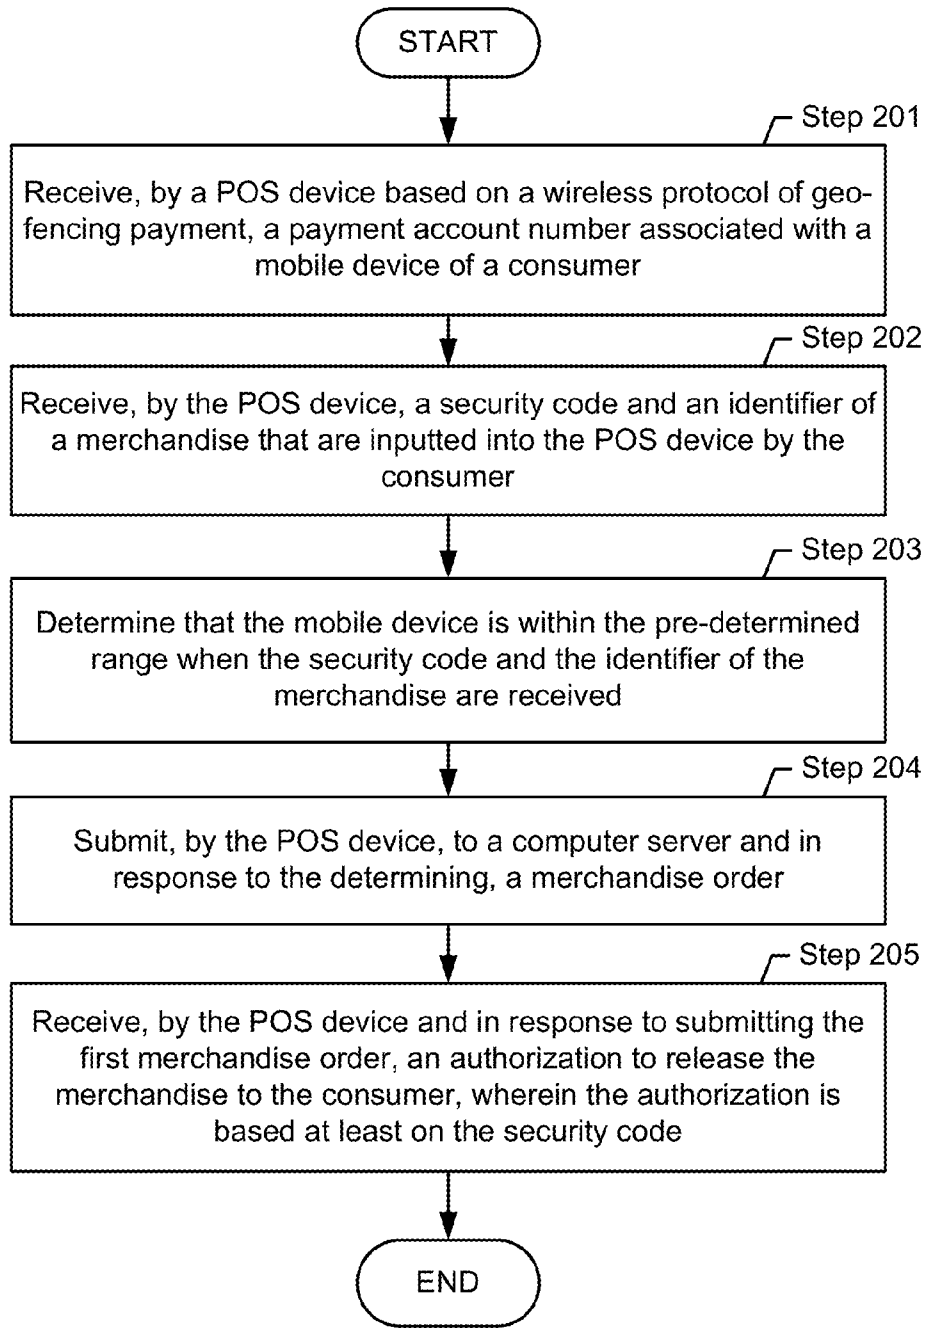 START
Step 201
Receive, by a POS device based on a wireless protocol of geo-
fencing payment, a payment account number associated with a
mobile device of a consumer
Step 202
Receive, by the POS device, a security code and an identifier of
a merchandise that are inputted into the POS device by the
consumer
Step 203
Determine that the mobile device is within the pre-determined
range when the security code and the identifier of the
merchandise are received
Step 204
Submit, by the POS device, to a computer server and in
response to the determining, a merchandise order
Step 205
Receive, by the POS device and in response to submitting the
first merchandise order, an authorization to release the
merchandise to the consumer, wherein the authorization is
based at least on the security code
END